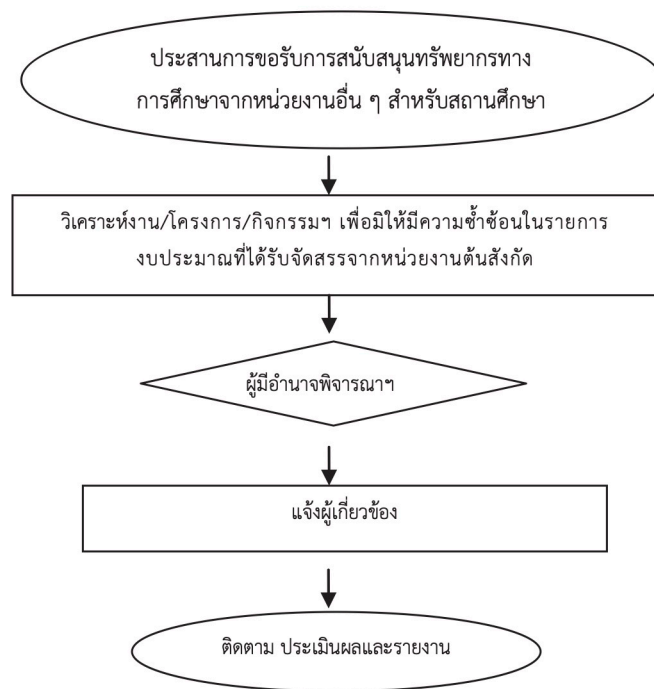 ประสานการขอรับการสนับสนุนทรัพยากรทาง
การศึกษาจากหน่วยงานอื่น ๆ สำหรับสถานศึกษา
วิเคราะห์งาน/โครงการ/กิจกรรมฯ เพื่อมิให้มีความซ้ำซ้อนในรายการ
งบประมาณที่ได้รับจัดสรรจากหน่วยงานต้นสังกัด
ผู้มีอำนาจพิจารณาฯ
แจ้งผู้เกี่ยวข้อง
ติดตาม ประเมินผลและรายงาน